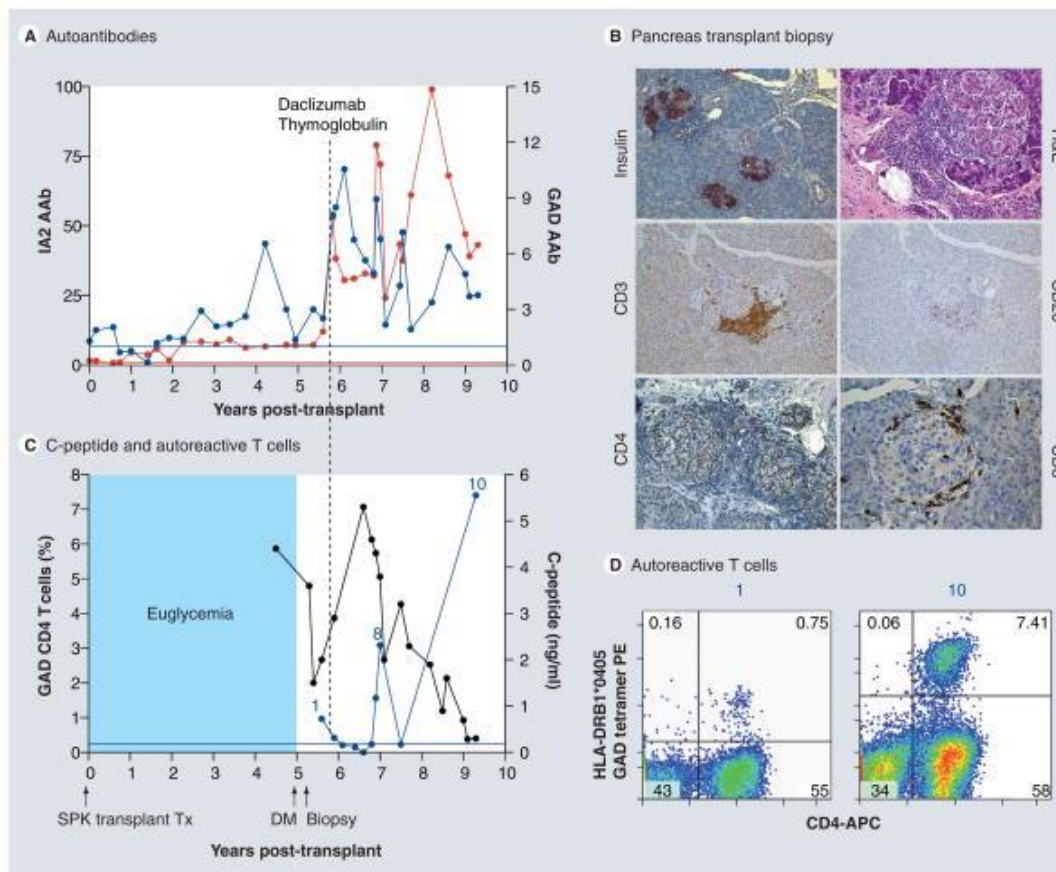 A Autoantibodies
100
75
50
25
0
IA2 AAb
15
12
9
6
3
0
GAD AAb
Daclizumab
Thymoglobulin
0 1 2 3 4 5 6 7 8 9 10
Years post-transplant
B Pancreas transplant biopsy
Insulin
CD3
CD4
C C-peptide and autoreactive T cells
8
7
6
5
4
3
2
1
0
GAD CD4 T cells (%)
6
5
4
3
2
1
0
C-peptide (ng/ml)
Euglycemia
1
8
10
0 1 2 3 4 5 6 7 8 9 10
SPK transplant Tx
DM
Biopsy
Years post-transplant
D Autoreactive T cells
1
10
0.16 0.75
43 55
0.06 7.41
34 58
HLA-DRB1*0405
GAD tetramer PE
CD4-APC